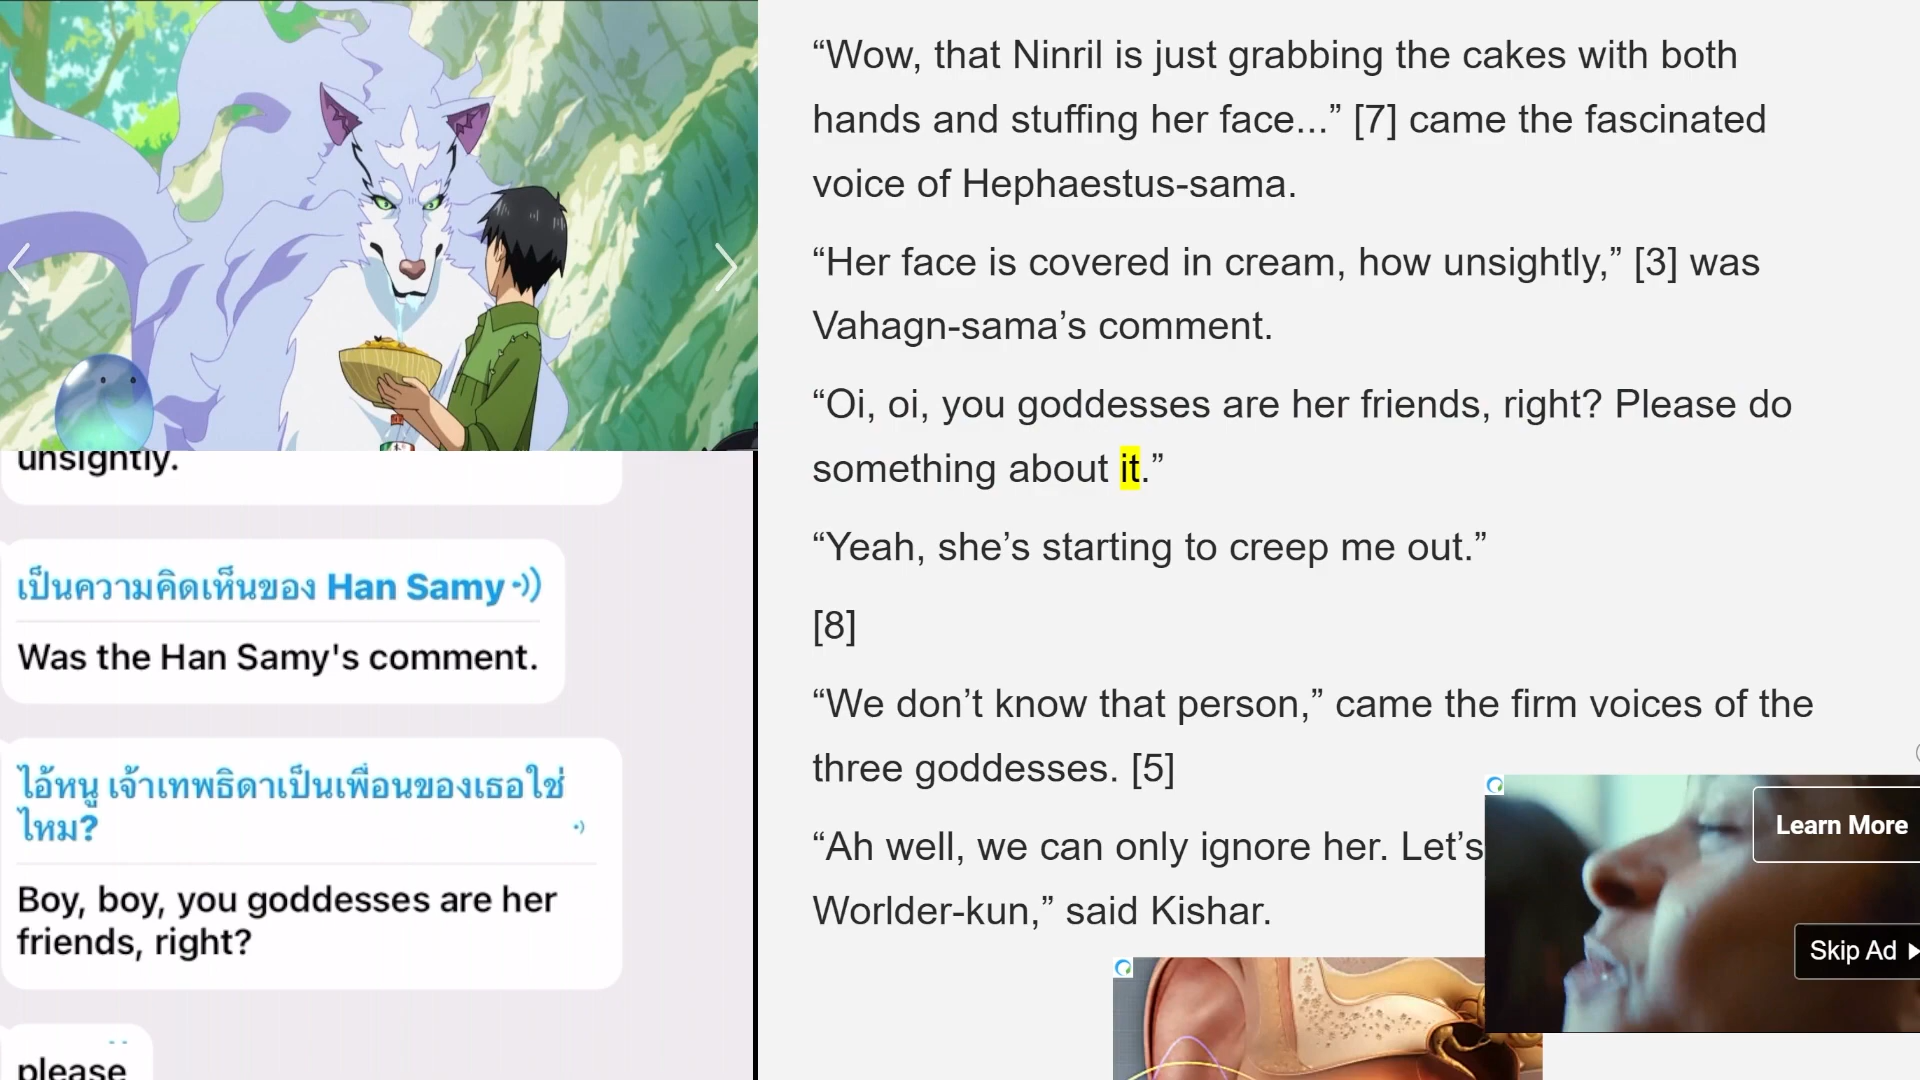 unsightly.
เป็นความคิดเห็นของ Han Samy
Was the Han Samy's comment.
ไอ้หนู เจ้าเทพธิดาเป็นเพื่อนของเธอใช่
ไหม?
Boy, boy, you goddesses are her
friends, right?
please
“Wow, that Ninril is just grabbing the cakes with both
hands and stuffing her face...” [7] came the fascinated
voice of Hephaestus-sama.
“Her face is covered in cream, how unsightly,” [3] was
Vahagn-sama’s comment.
“Oi, oi, you goddesses are her friends, right? Please do
something about it.”
“Yeah, she’s starting to creep me out.”
[8]
“We don’t know that person,” came the firm voices of the
three goddesses. [5]
“Ah well, we can only ignore her. Let’s
Worlder-kun,” said Kishar.
Learn More
Skip Ad